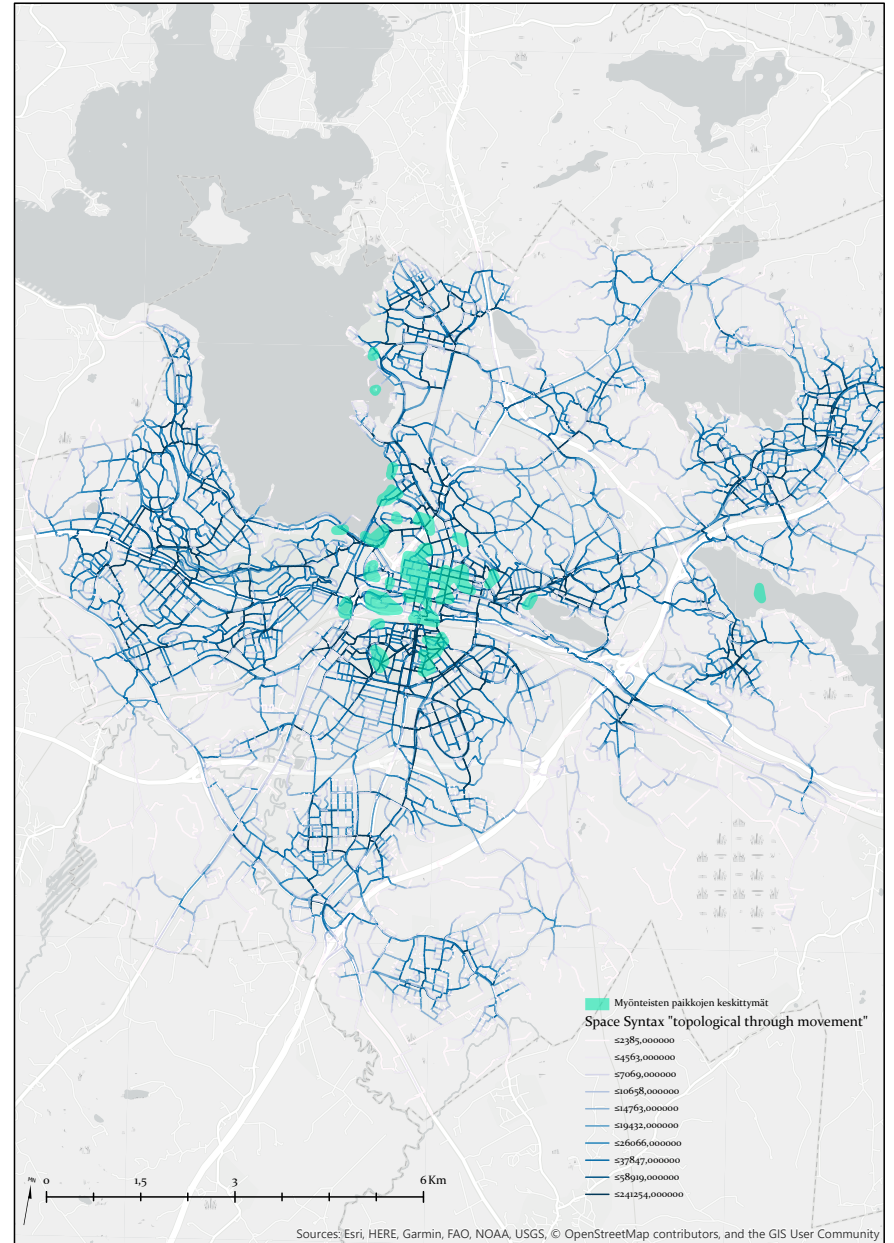 Myönteisten paikkojen keskittymät
Space Syntax "topological through movement"
≤2385,000000
≤4563,000000
≤7069,000000
≤10658,000000
≤14763,000000
≤19432,000000
≤26066,000000
≤37847,000000
≤58919,000000
≤241254,000000
MN 0 1,5 3 6 Km
Sources: Esri, HERE, Garmin, FAO, NOAA, USGS, © OpenStreetMap contributors, and the GIS User Community